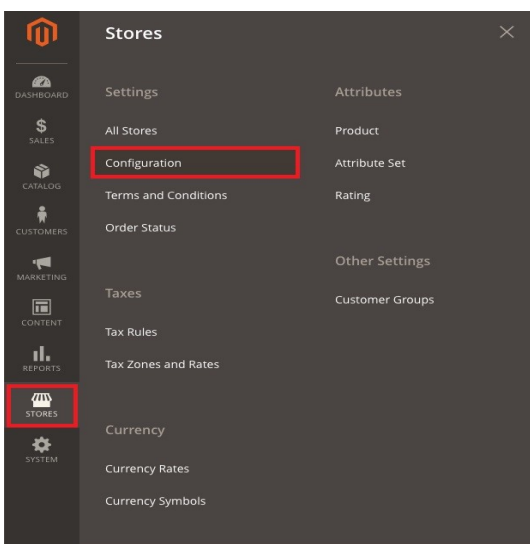 Stores
DASHBOARD
SALES
CATALOG
CUSTOMERS
MARKETING
CONTENT
REPORTS
STORES
SYSTEM
Settings
All Stores
Configuration
Terms and Conditions
Order Status
Taxes
Tax Rules
Tax Zones and Rates
Currency
Currency Rates
Currency Symbols
Attributes
Product
Attribute Set
Rating
Other Settings
Customer Groups